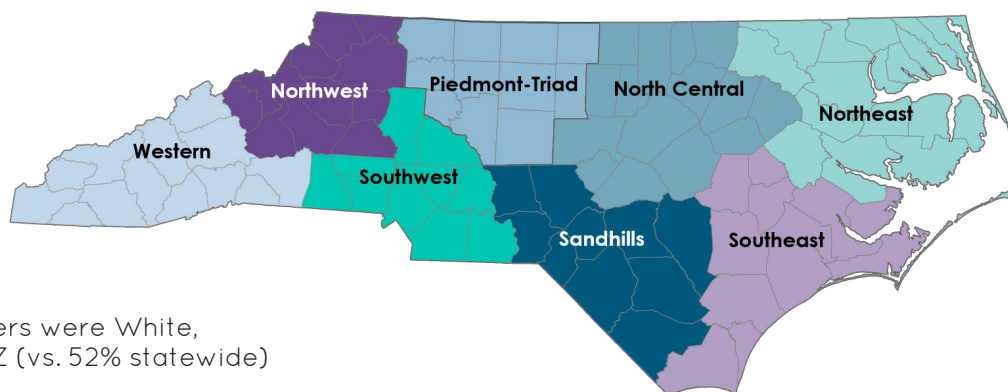 Northwest
Piedmont-Triad
North Central
Northeast
Western
Southwest
Sandhills
Southeast
ers were White,
Z (vs. 52% statewide)